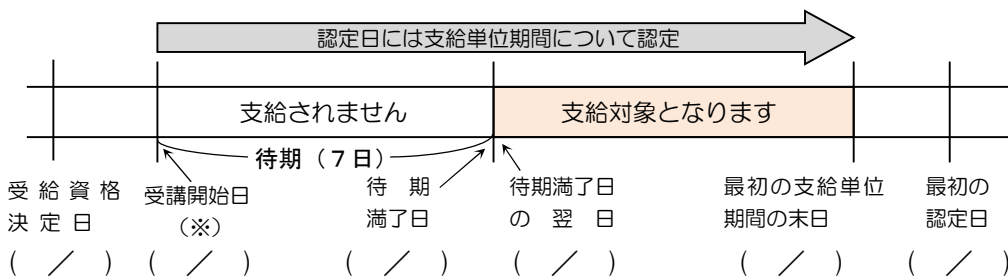 認定日には支給単位期間について認定
支給されません
支給対象となります
待期（７日）
受給資格
決定日
受講開始日
（※）
待期
満了日
待期満了日
の翌日
最初の支給単位
期間の末日
最初の
認定日
(　／　) (　／　) (　／　) (　／　) (　／　) (　／　)